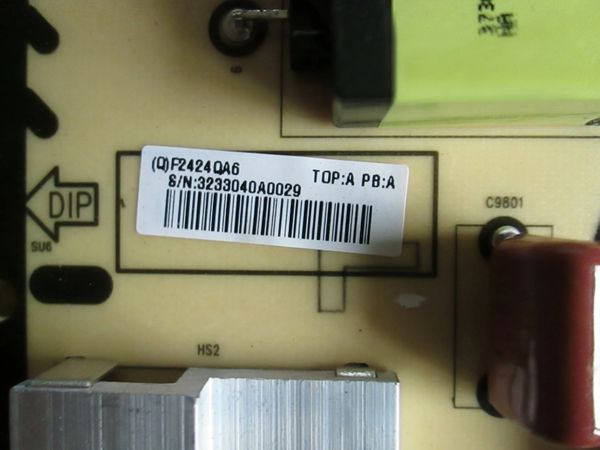 (Q)F2424QA6 TOP:A PB:A
S/N:3233040A0029
DIP
SU6
C9801
HS2